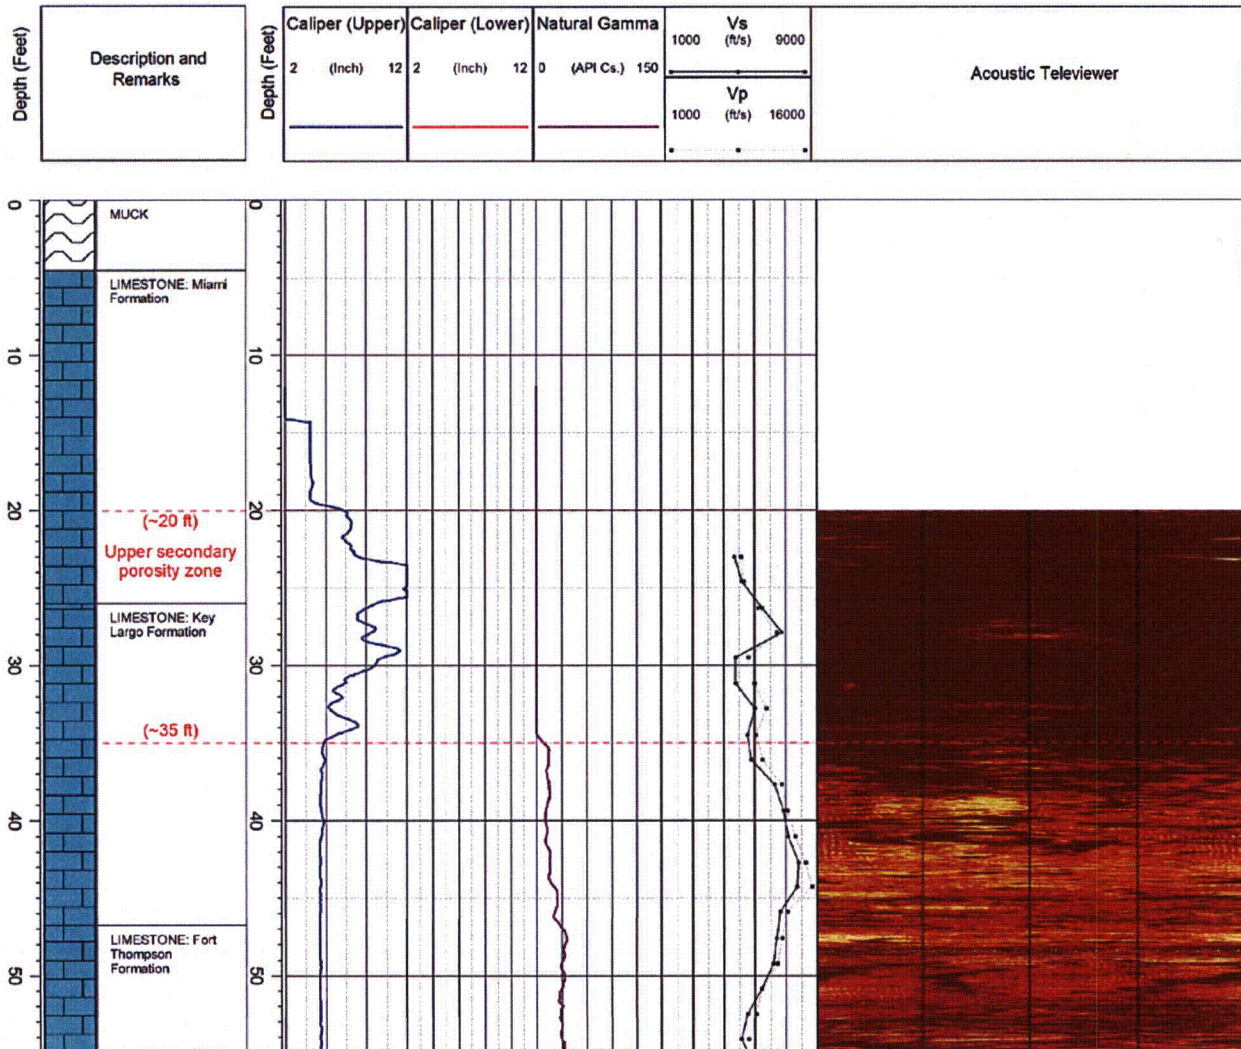 Depth (Feet)
Description and
Remarks
Depth (Feet)
Caliper (Upper)
2 (Inch) 12
Caliper (Lower)
2 (Inch) 12
Natural Gamma
0 (API Cs.) 150
Vs
1000 (ft/s) 9000
Vp
1000 (ft/s) 16000
Acoustic Televiewer
0
MUCK
0
LIMESTONE: Miami
Formation
10
10
20
(~20 ft)
20
Upper secondary
porosity zone
LIMESTONE: Key
Largo Formation
30
30
(~35 ft)
40
40
LIMESTONE: Fort
Thompson
Formation
50
50